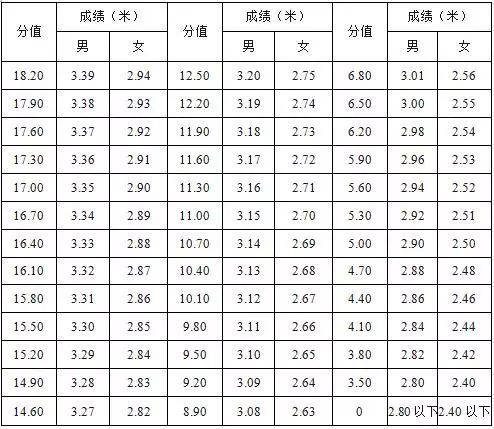 分值 成绩（米） 分值 成绩（米） 分值 成绩（米）
男 女 男 女 男 女
18.20 3.39 2.94 12.50 3.20 2.75 6.80 3.01 2.56
17.90 3.38 2.93 12.20 3.19 2.74 6.50 3.00 2.55
17.60 3.37 2.92 11.90 3.18 2.73 6.20 2.98 2.54
17.30 3.36 2.91 11.60 3.17 2.72 5.90 2.96 2.53
17.00 3.35 2.90 11.30 3.16 2.71 5.60 2.94 2.52
16.70 3.34 2.89 11.00 3.15 2.70 5.30 2.92 2.51
16.40 3.33 2.88 10.70 3.14 2.69 5.00 2.90 2.50
16.10 3.32 2.87 10.40 3.13 2.68 4.70 2.88 2.48
15.80 3.31 2.86 10.10 3.12 2.67 4.40 2.86 2.46
15.50 3.30 2.85 9.80 3.11 2.66 4.10 2.84 2.44
15.20 3.29 2.84 9.50 3.10 2.65 3.80 2.82 2.42
14.90 3.28 2.83 9.20 3.09 2.64 3.50 2.80 2.40
14.60 3.27 2.82 8.90 3.08 2.63 0 2.80以下 2.40以下